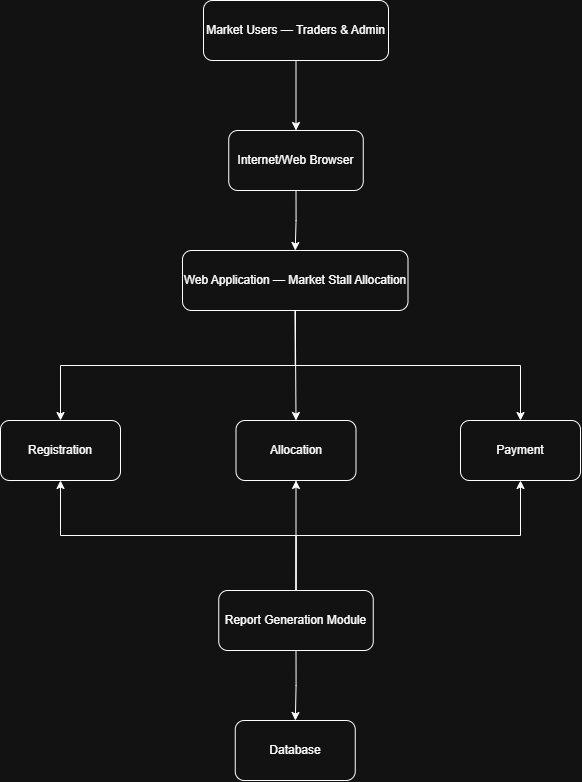 Market Users — Traders & Admin
Internet/Web Browser
Web Application — Market Stall Allocation
Registration
Allocation
Payment
Report Generation Module
Database